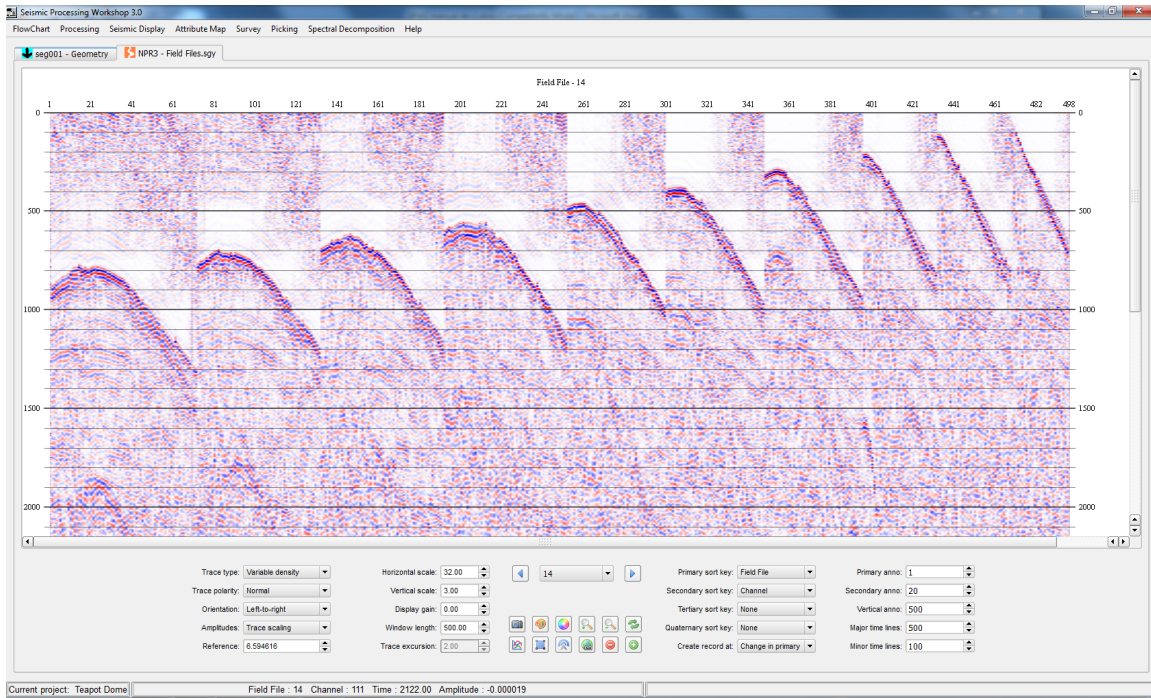 Seismic Processing Workshop 3.0
FlowChart Processing Seismic Display Attribute Map Survey Picking Spectral Decomposition Help
seg001 - Geometry NPR3 - Field Files.sgy
Field File - 14
1 21 41 61 81 101 121 141 161 181 201 221 241 261 281 301 321 341 361 381 401 421 441 461 482 498
0 0
500 500
1000 1000
1500 1500
2000 2000
Trace type: Variable density Horizontal scale: 32.00 14 Primary sort key: Field File Primary anno: 1
Trace polarity: Normal Vertical scale: 3.00 Secondary sort key: Channel Secondary anno: 20
Orientation: Left-to-right Display gain: 0.00 Tertiary sort key: None Vertical anno: 500
Amplitudes: Trace scaling Window length: 500.00 Quaternary sort key: None Major time lines: 500
Reference: 6.594616 Trace excursion: 2.00 Create record at: Change in primary Minor time lines: 100
Current project: Teapot Dome Field File : 14 Channel : 111 Time : 2122.00 Amplitude : -0.000019